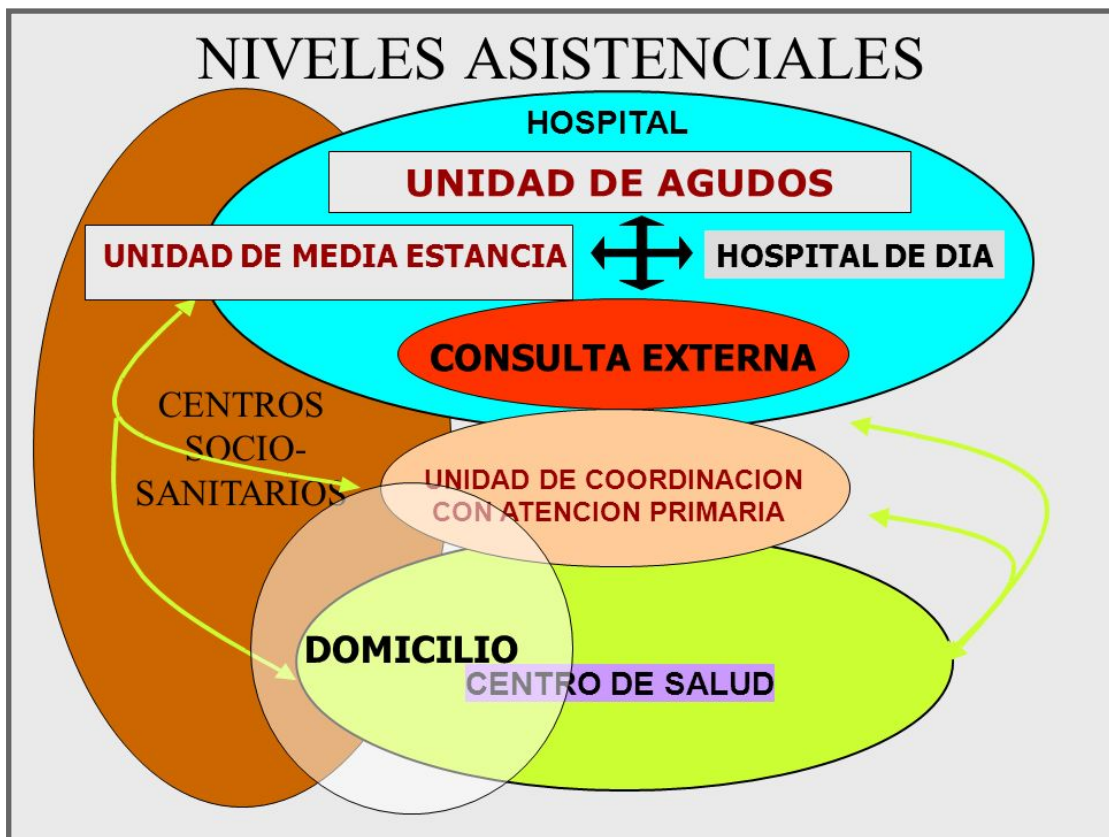 NIVELES ASISTENCIALES
HOSPITAL
UNIDAD DE AGUDOS
UNIDAD DE MEDIA ESTANCIA
HOSPITAL DE DIA
CONSULTA EXTERNA
CENTROS
SOCIO-
SANITARIOS
UNIDAD DE COORDINACION
CON ATENCION PRIMARIA
DOMICILIO
CENTRO DE SALUD